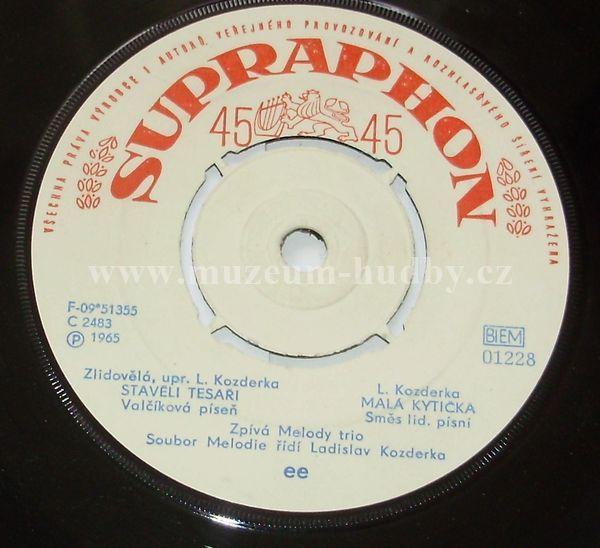 VŠECHNA PRÁVA VÝROBCE I AUTORŮ, VEŘEJNÉHO PROVOZOVÁNÍ A ROZHLASOVÉHO ŠÍŘENÍ VYHRAŽENA
SUPRAPHON
45 45
www.muzeum-hudby.cz
F-09*51355
C 2483
Ⓟ 1965
BIEM
01228
Zlidovělá, upr. L. Kozderka
STAVĚLI TESAŘI
Valčíková píseň
L. Kozderka
MALÁ KYTIČKA
Směs lid. písní
Zpívá Melody trio
Soubor Melodie řídí Ladislav Kozderka
ee